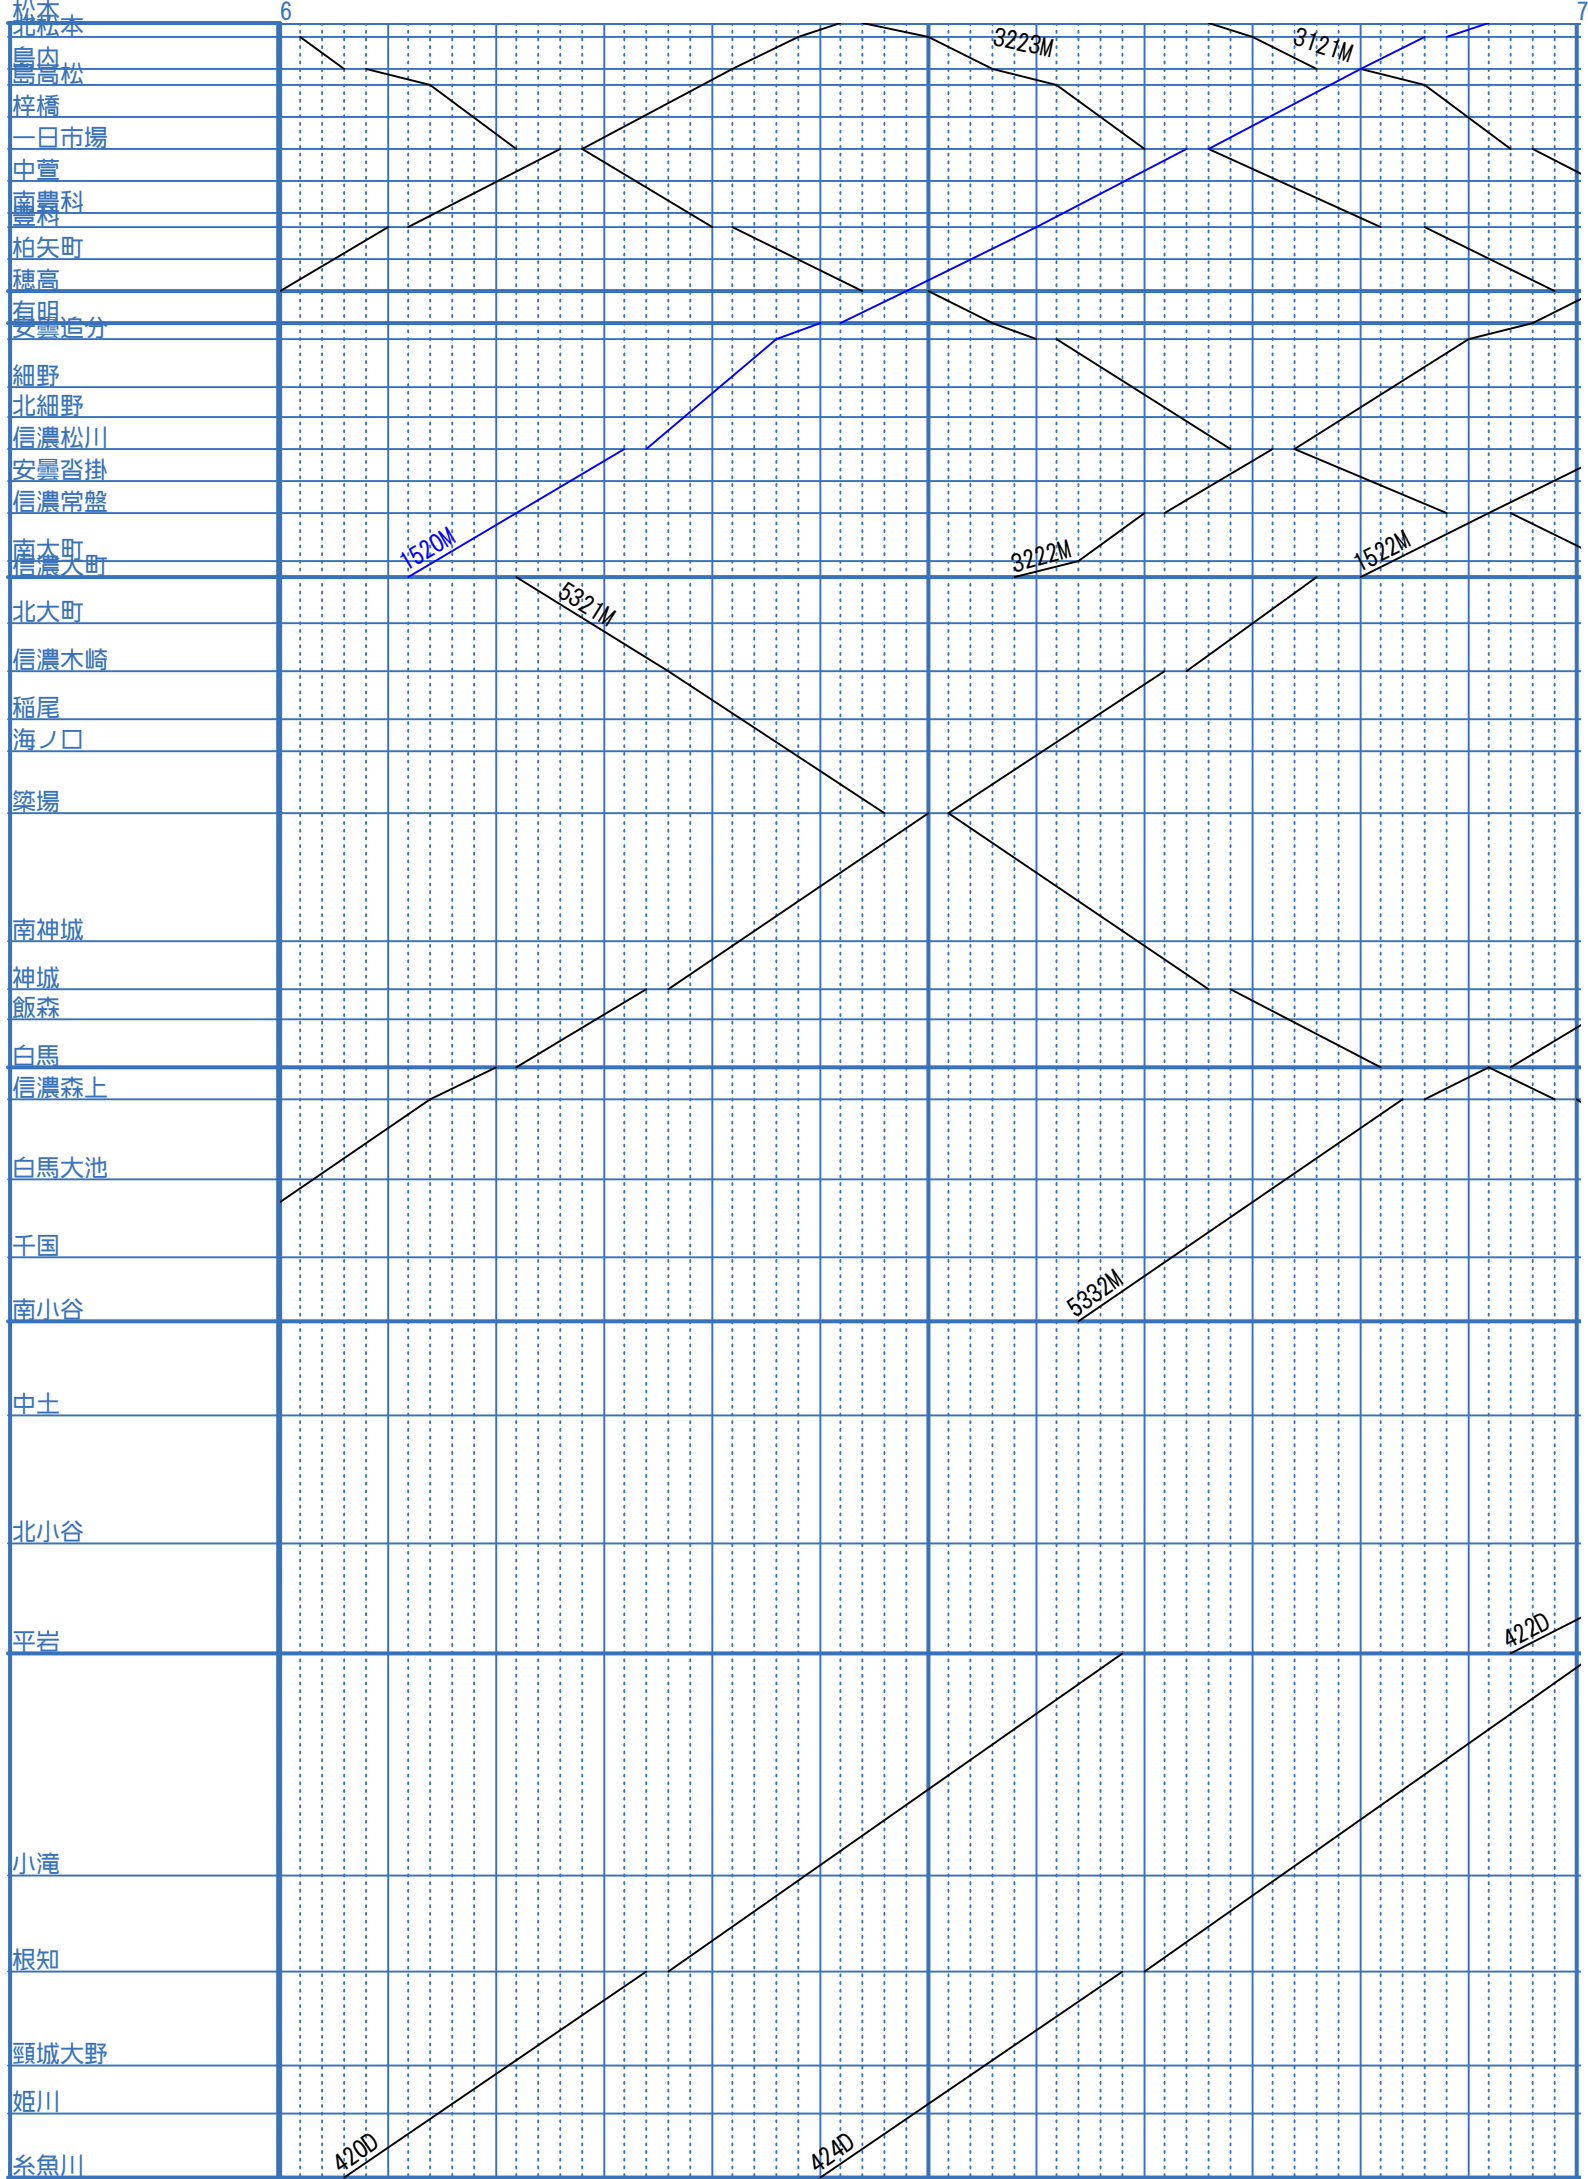 松本
6
7
北松本
島内
島高松
梓橋
一日市場
中萱
南豊科
豊科
柏矢町
穂高
有明
安曇追分
細野
北細野
信濃松川
安曇沓掛
信濃常盤
南大町
信濃大町
北大町
信濃木崎
稲尾
海ノ口
簗場
南神城
神城
飯森
白馬
信濃森上
白馬大池
千国
南小谷
中土
北小谷
平岩
小滝
根知
頸城大野
姫川
糸魚川
3223M
3121M
1520M
3222M
1522M
5321M
5332M
422D
420D
424D